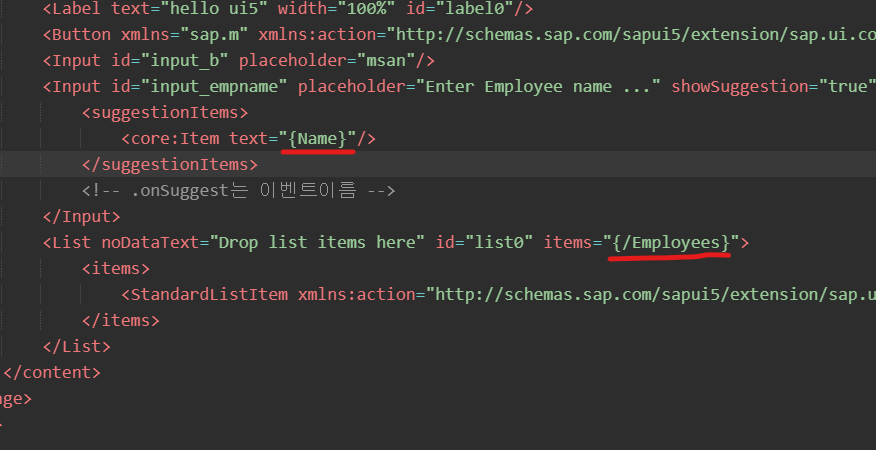 <Label text="hello ui5" width="100%" id="label0"/>
<Button xmlns="sap.m" xmlns:action="http://schemas.sap.com/sapui5/extension/sap.ui.co
<Input id="input_b" placeholder="msan"/>
<Input id="input_empname" placeholder="Enter Employee name ..." showSuggestion="true"
<suggestionItems>
<core:Item text="{Name}"/>
</suggestionItems>
<!-- .onSuggest는 이벤트이름 -->
</Input>
<List noDataText="Drop list items here" id="list0" items="{/Employees}">
<items>
<StandardListItem xmlns:action="http://schemas.sap.com/sapui5/extension/sap.u
</items>
</List>
</content>
age>
>